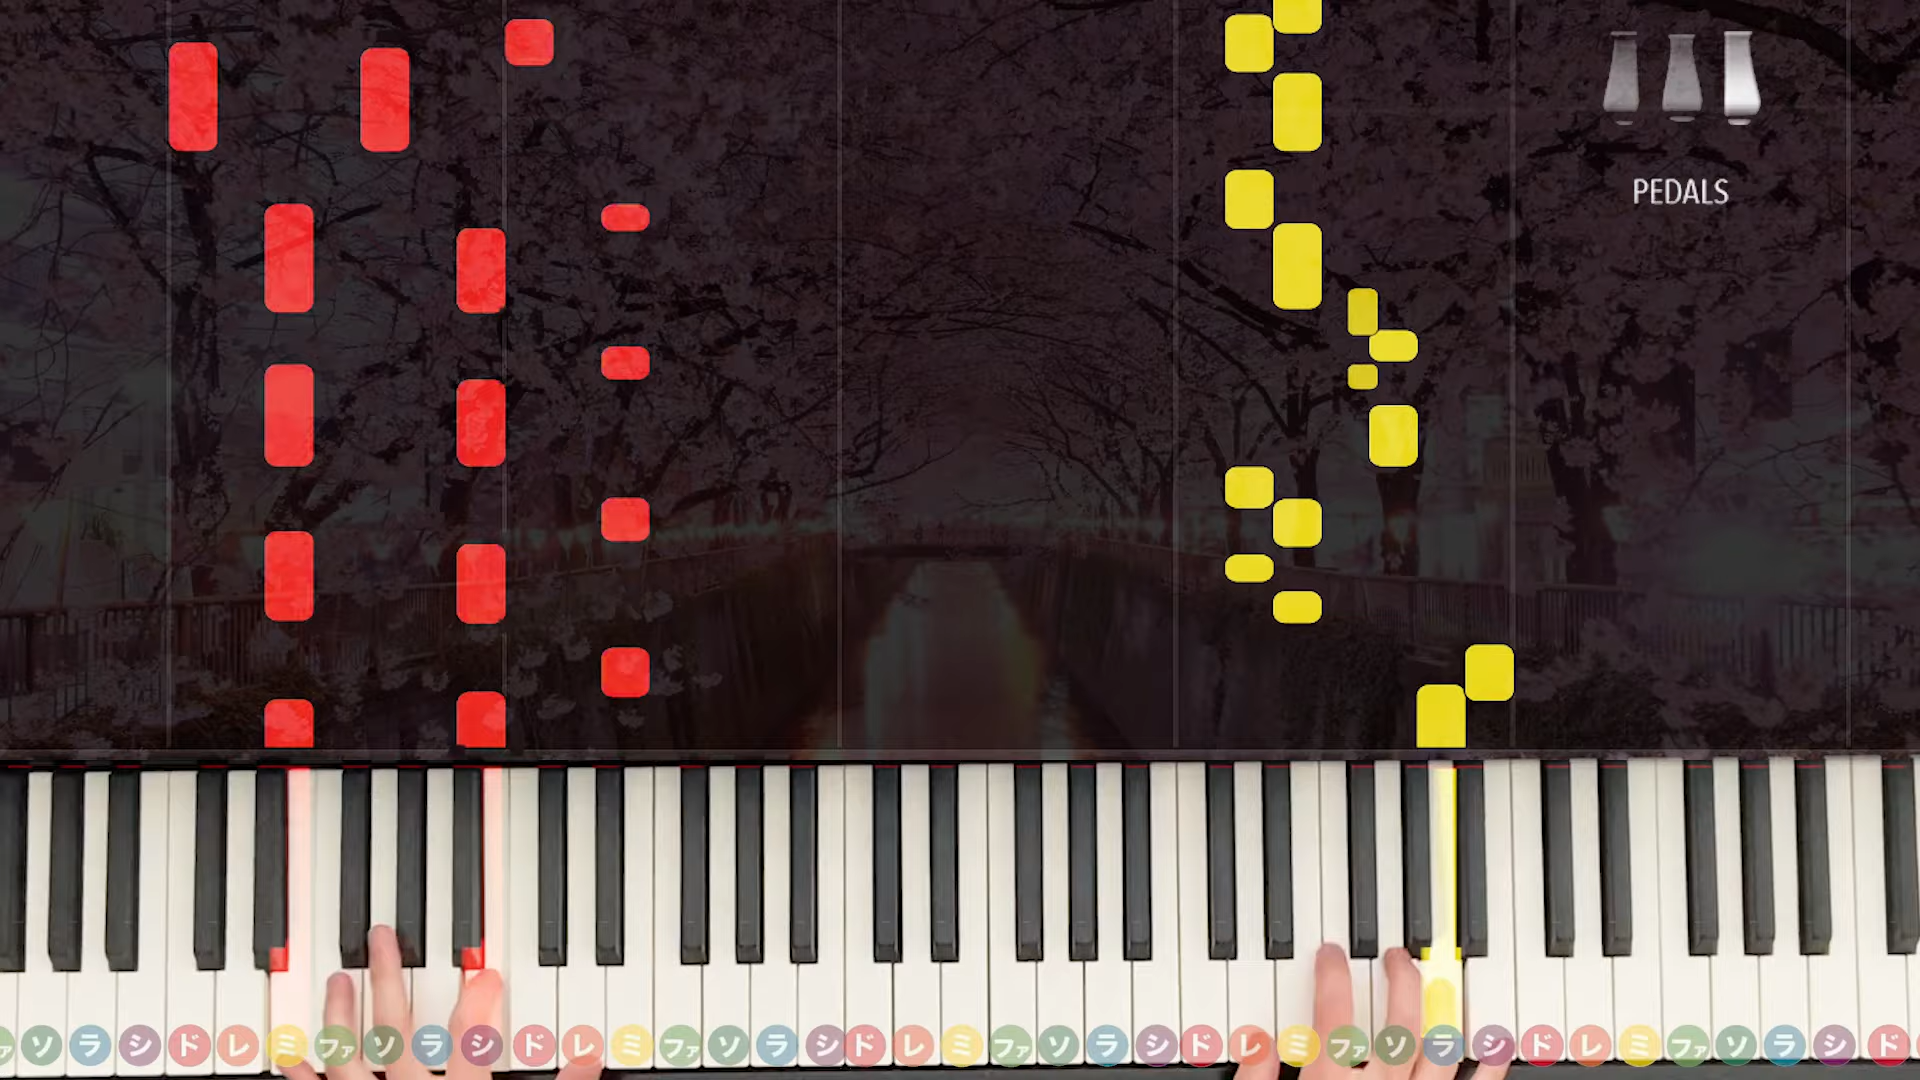 PEDALS
ァ ソ ラ シ ド レ ミ ファ ソ ラ シ ド レ ミ ファ ソ ラ シ ド レ ミ ファ ソ ラ シ ド レ ミ ファ ソ ラ シ ド レ ミ ファ ソ ラ シ ド